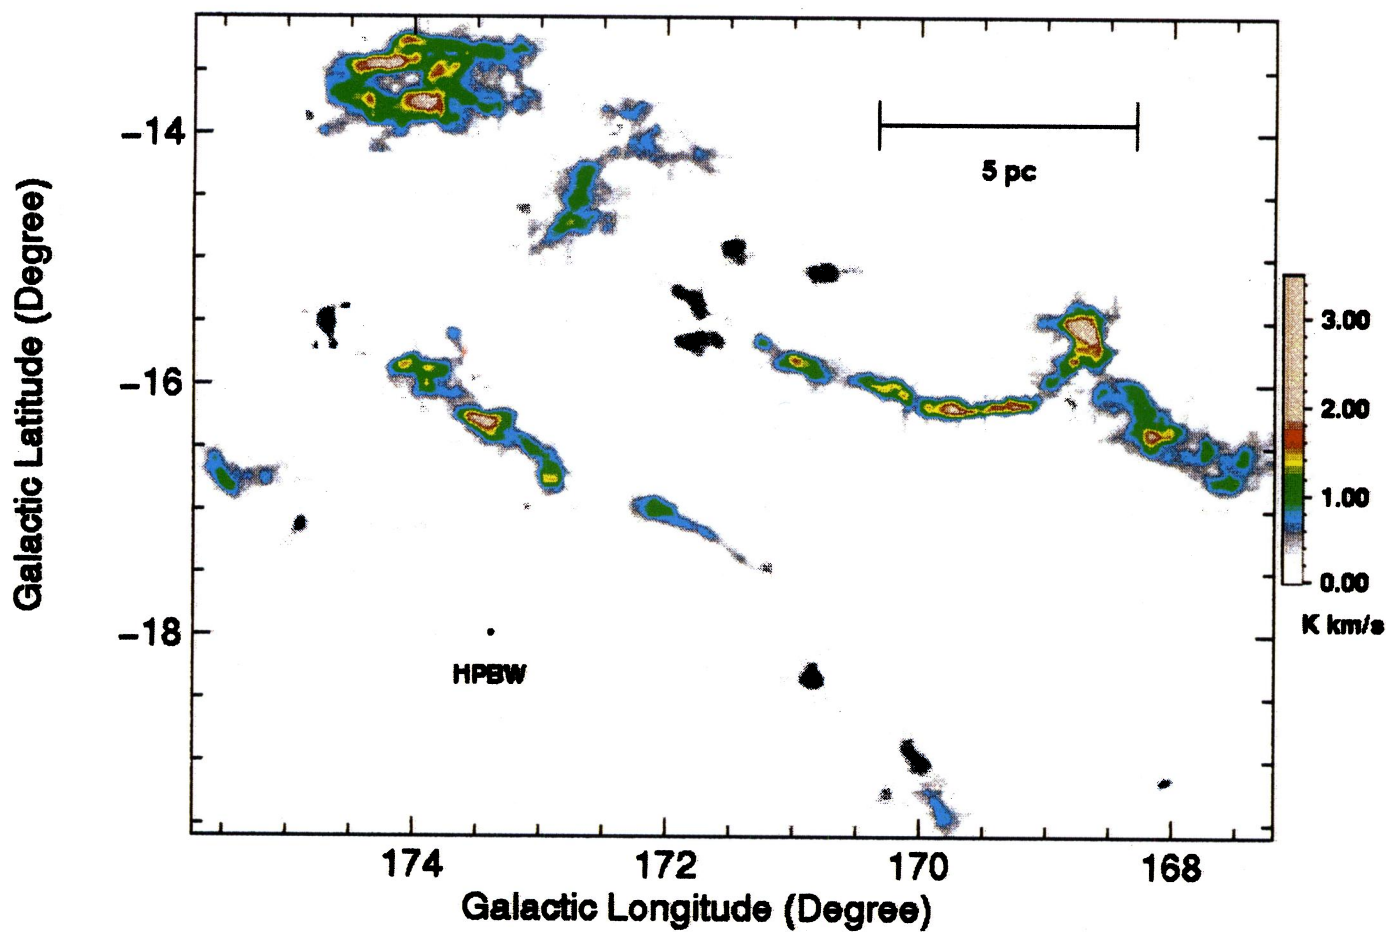 Galactic Latitude (Degree)
−14
−16
−18
5 pc
HPBW
3.00
2.00
1.00
0.00
K km/s
174 172 170 168
Galactic Longitude (Degree)